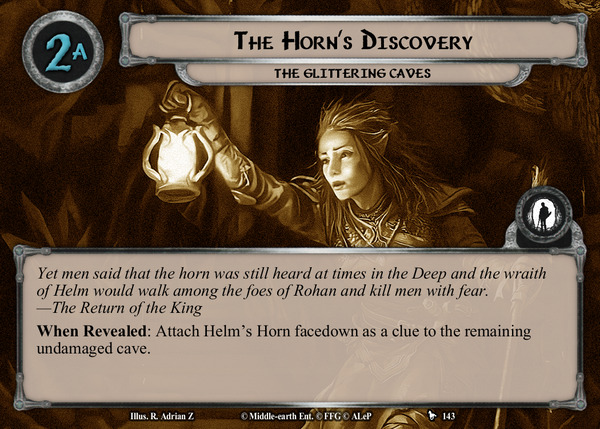 2A
The Horn's Discovery
The Glittering Caves
Yet men said that the horn was still heard at times in the Deep and the wraith
of Helm would walk among the foes of Rohan and kill men with fear.
—The Return of the King
When Revealed: Attach Helm's Horn facedown as a clue to the remaining
undamaged cave.
Illus. R. Adrian Z © Middle-earth Ent. © FFG © ALeP 143